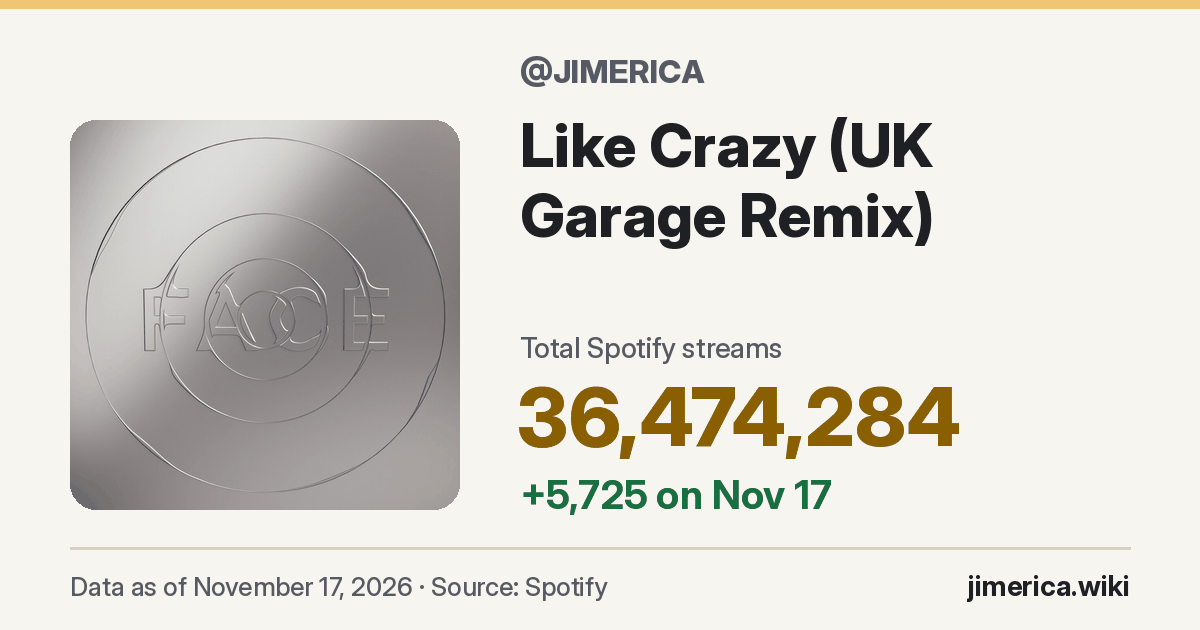 @JIMERICA
Like Crazy (UK
Garage Remix)
FACE
Total Spotify streams
36,474,284
+5,725 on Nov 17
Data as of November 17, 2026 · Source: Spotify
jimerica.wiki